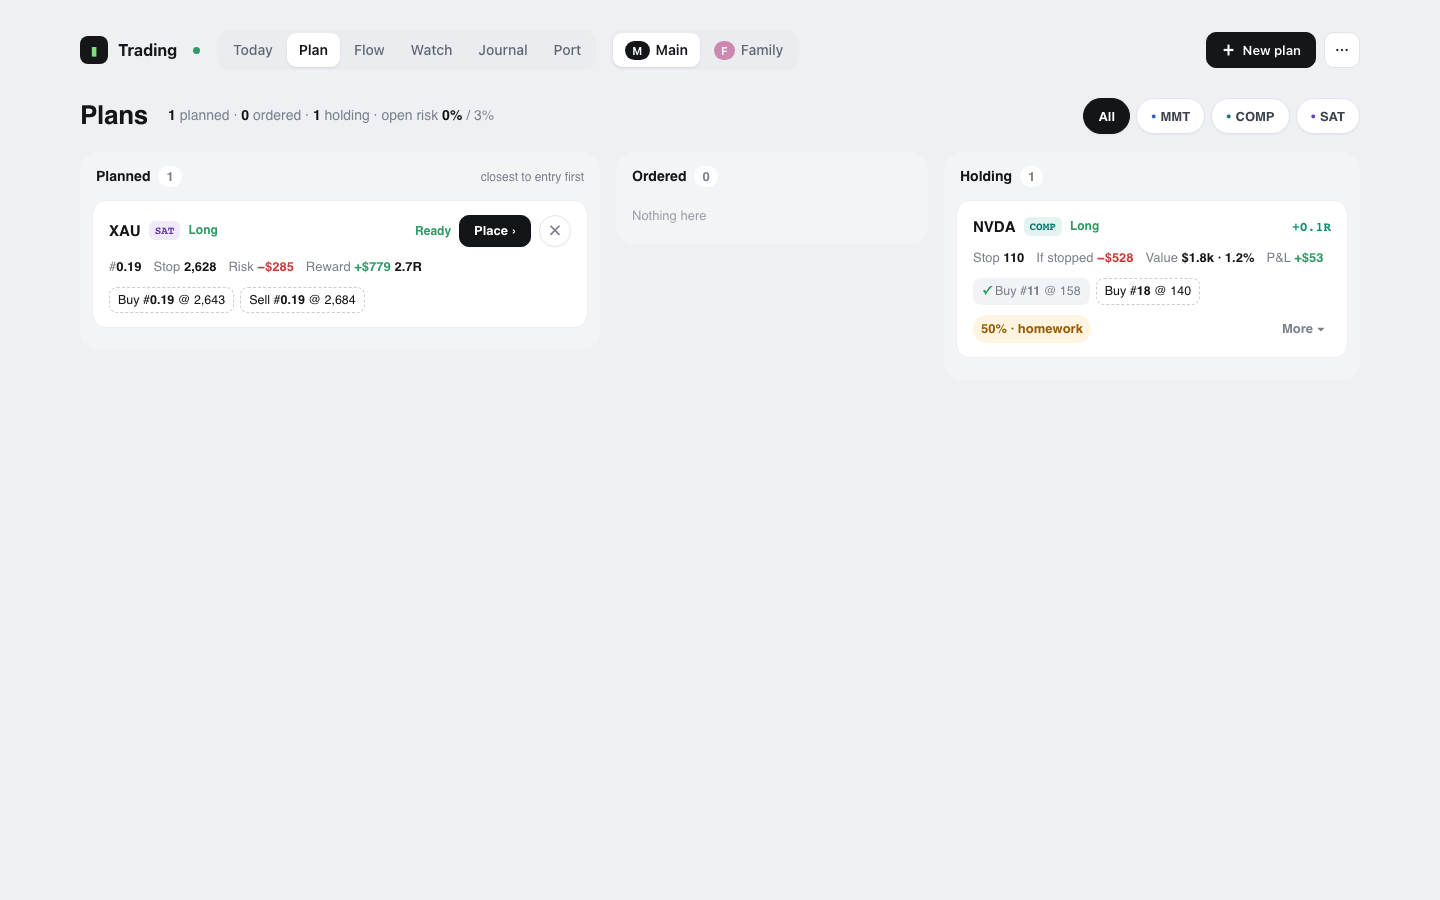 Trading Today Plan Flow Watch Journal Port M Main F Family + New plan ···
Plans 1 planned · 0 ordered · 1 holding · open risk 0% / 3% All • MMT • COMP • SAT
Planned 1 closest to entry first
XAU SAT Long Ready Place › ✕
#0.19 Stop 2,628 Risk –$285 Reward +$779 2.7R
Buy #0.19 @ 2,643 Sell #0.19 @ 2,684
Ordered 0
Nothing here
Holding 1
NVDA COMP Long +0.1R
Stop 110 If stopped –$528 Value $1.8k · 1.2% P&L +$53
✓ Buy #11 @ 158 Buy #18 @ 140
50% · homework More